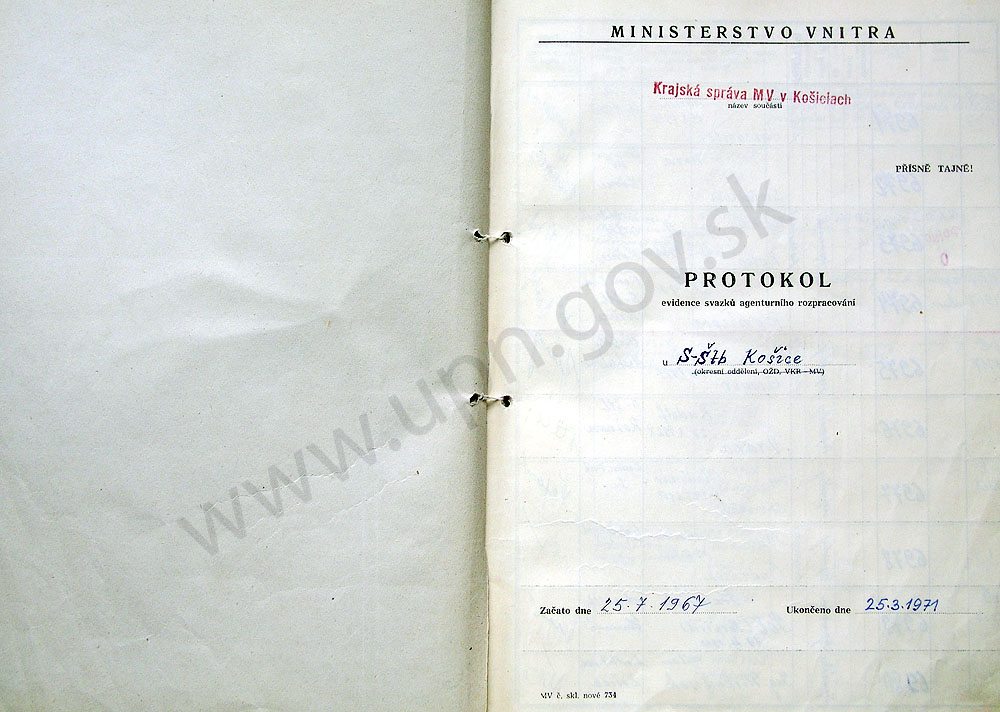 MINISTERSTVO VNITRA
Krajská správa MV v Košiciach
název součásti
PŘÍSNĚ TAJNĚ!
PROTOKOL
evidence svazků agenturního rozpracování
u S-Štb Košice
(okresní oddělení, OŽD, VKR - MV)
Začato dne 25.7.1967 Ukončeno dne 25.3.1971
MV č. skl. nové 734
www.upn.gov.sk